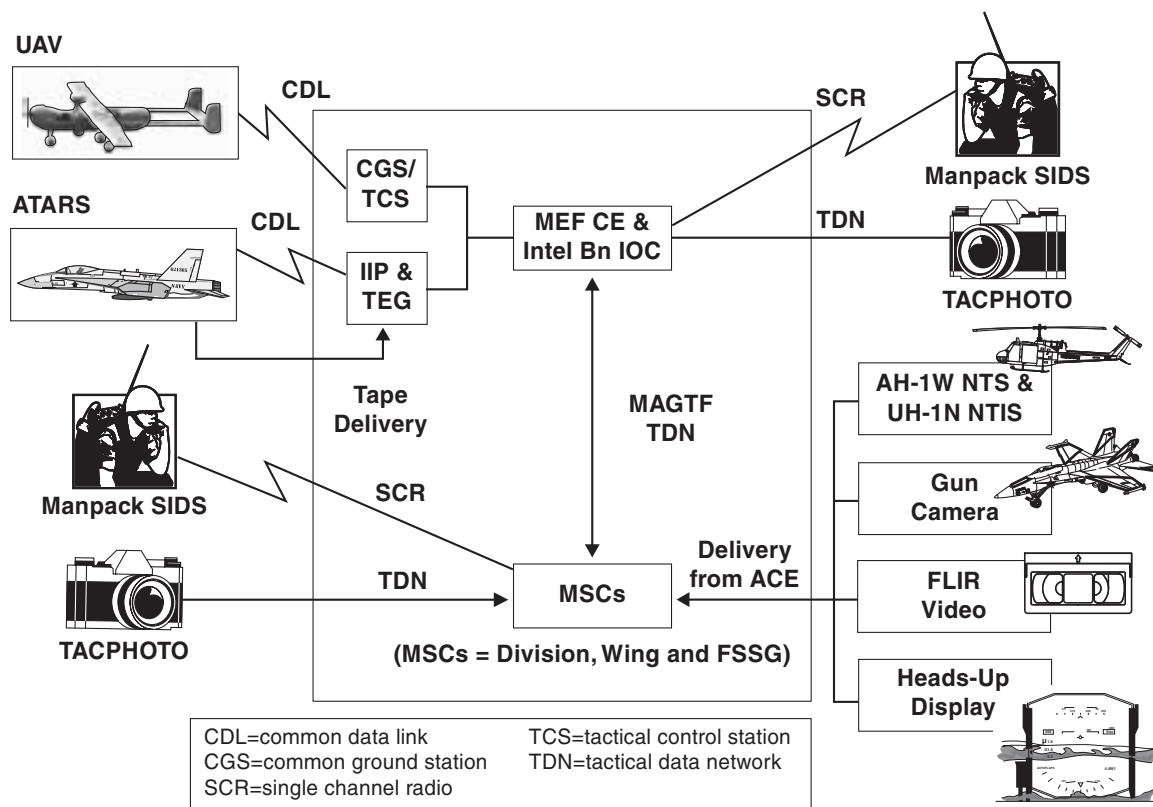 UAV
CDL
SCR
CGS/
TCS
Manpack SIDS
ATARS
CDL
MEF CE &
Intel Bn IOC
TDN
IIP &
TEG
TACPHOTO
Tape
Delivery
MAGTF
TDN
AH-1W NTS &
UH-1N NTIS
Manpack SIDS
SCR
Gun
Camera
Delivery
from ACE
TDN
MSCs
FLIR
Video
TACPHOTO
(MSCs = Division, Wing and FSSG)
Heads-Up
Display
CDL=common data link
CGS=common ground station
SCR=single channel radio
TCS=tactical control station
TDN=tactical data network